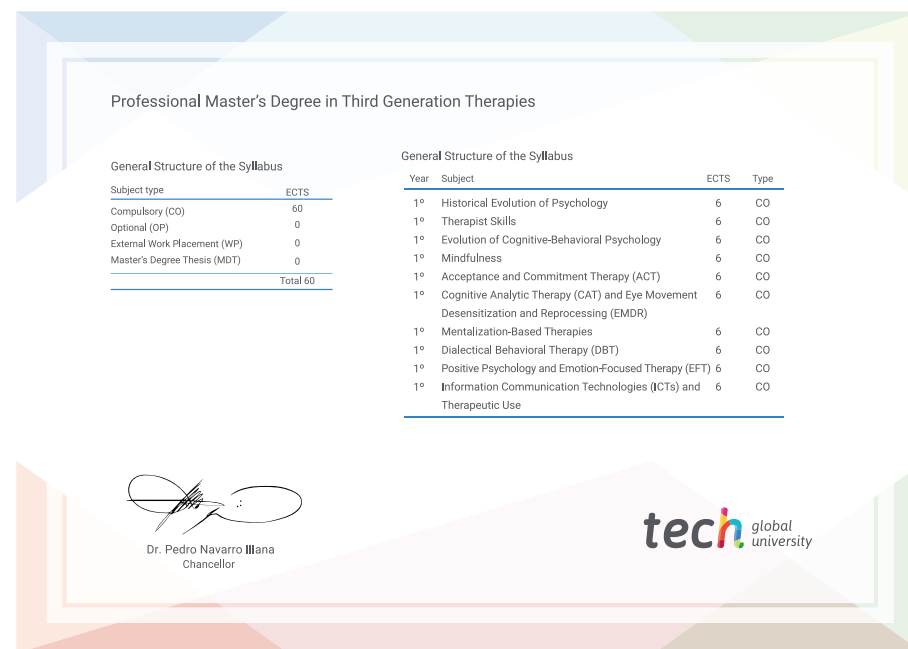 Professional Master's Degree in Third Generation Therapies
General Structure of the Syllabus
Subject type ECTS
Compulsory (CO) 60
Optional (OP) 0
External Work Placement (WP) 0
Master's Degree Thesis (MDT) 0
Total 60
General Structure of the Syllabus
Year Subject ECTS Type
1º Historical Evolution of Psychology 6 CO
1º Therapist Skills 6 CO
1º Evolution of Cognitive-Behavioral Psychology 6 CO
1º Mindfulness 6 CO
1º Acceptance and Commitment Therapy (ACT) 6 CO
1º Cognitive Analytic Therapy (CAT) and Eye Movement 6 CO
Desensitization and Reprocessing (EMDR)
1º Mentalization-Based Therapies 6 CO
1º Dialectical Behavioral Therapy (DBT) 6 CO
1º Positive Psychology and Emotion-Focused Therapy (EFT) 6 CO
1º Information Communication Technologies (ICTs) and 6 CO
Therapeutic Use
Dr. Pedro Navarro Illana
Chancellor
tech global
university